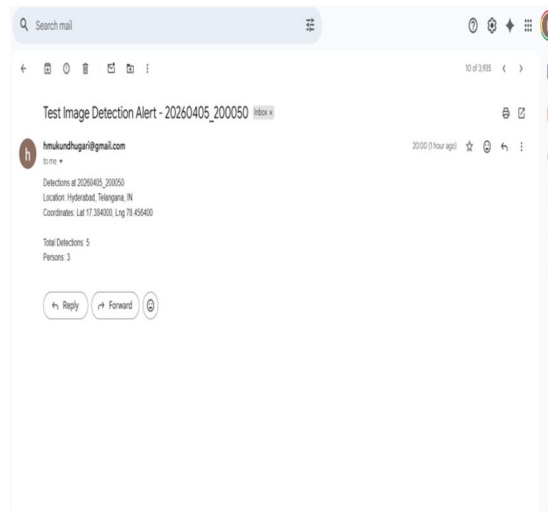 Search mail
10 of 3,935
Test Image Detection Alert - 20260405_200050 Inbox x
h
hmukundhugari@gmail.com
20:00 (1 hour ago)
to me
Detections at 20260405_200050
Location: Hyderabad, Telangana, IN
Coordinates: Lat 17.384000, Lng 78.456400
Total Detections: 5
Persons: 3
Reply
Forward